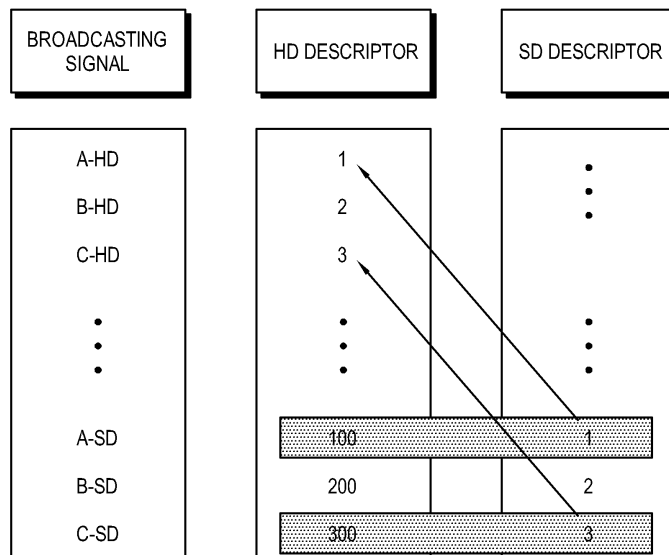 BROADCASTING
SIGNAL
HD DESCRIPTOR
SD DESCRIPTOR
A-HD 1
B-HD 2
C-HD 3
A-SD 100 1
B-SD 200 2
C-SD 300 3